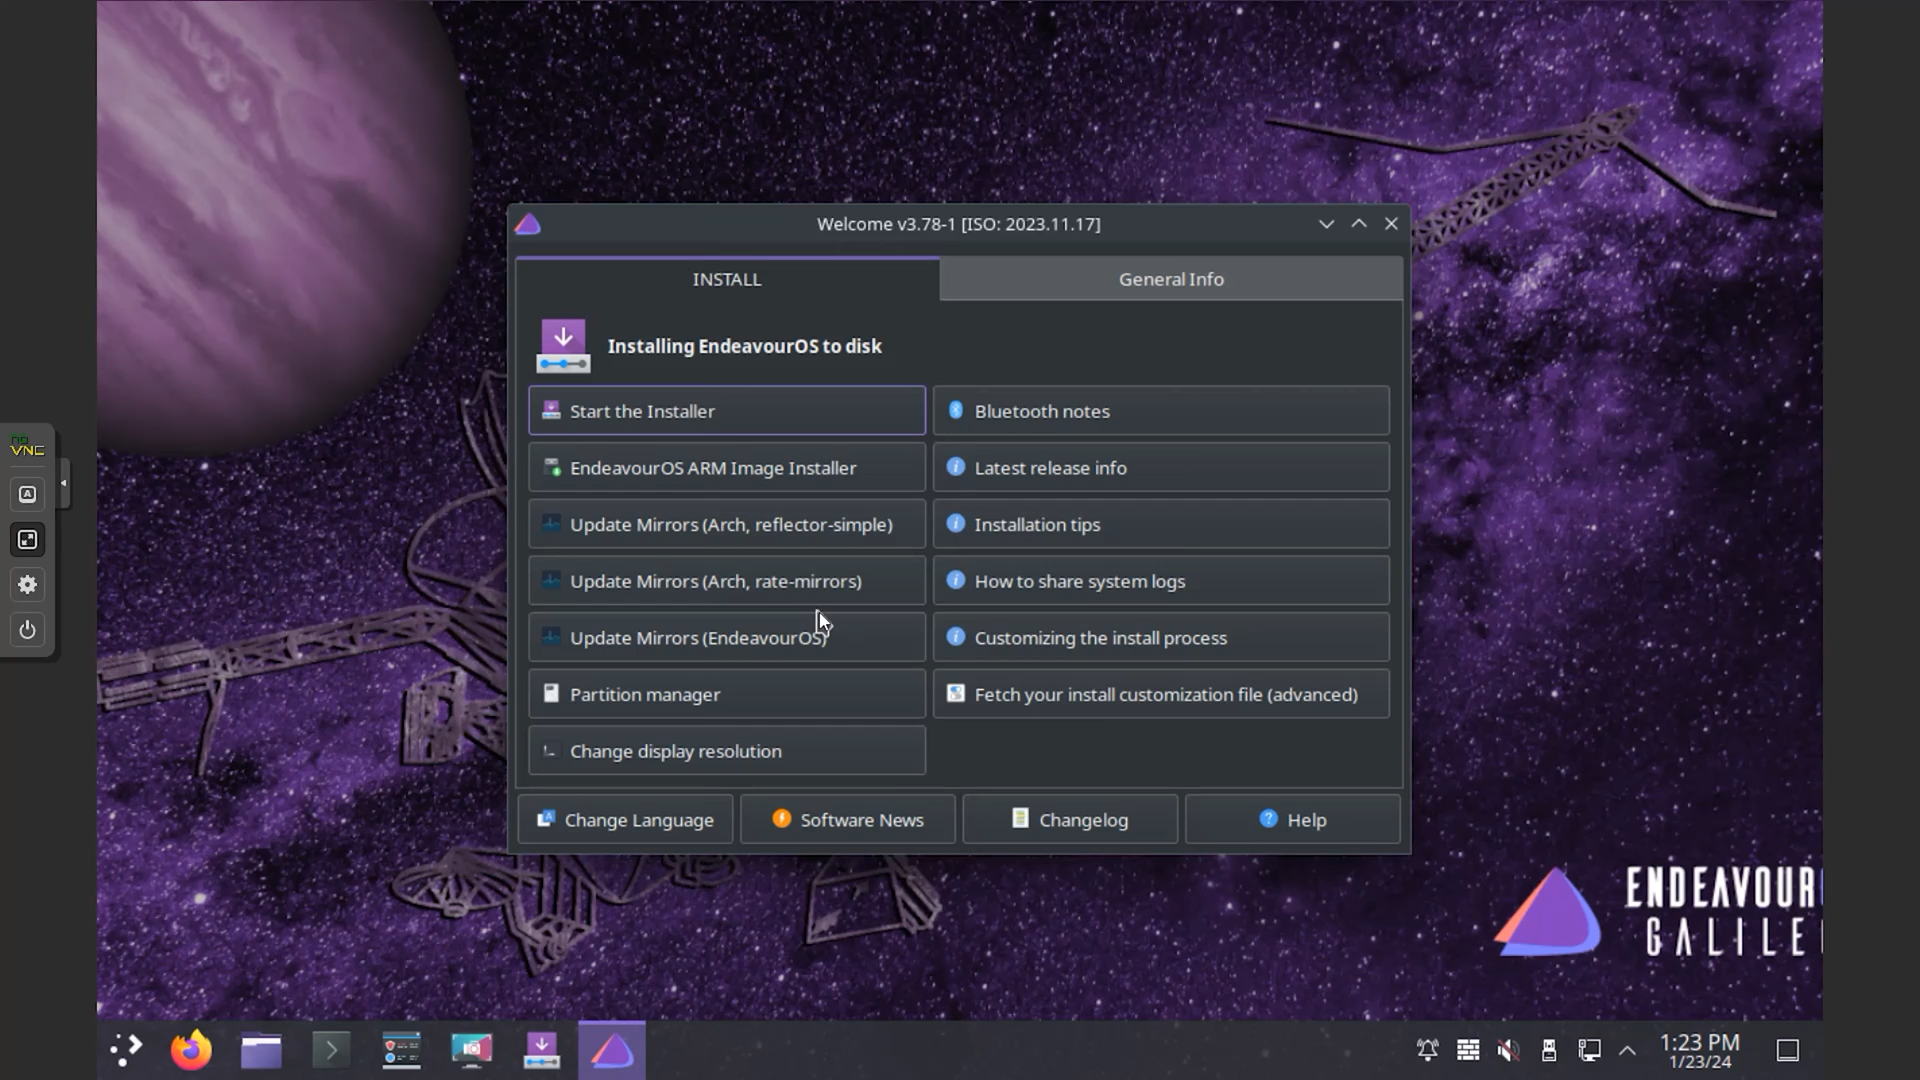 Welcome v3.78-1 [ISO: 2023.11.17]
INSTALL
General Info
Installing EndeavourOS to disk
Start the Installer
Bluetooth notes
EndeavourOS ARM Image Installer
Latest release info
Update Mirrors (Arch, reflector-simple)
Installation tips
Update Mirrors (Arch, rate-mirrors)
How to share system logs
Update Mirrors (EndeavourOS)
Customizing the install process
Partition manager
Fetch your install customization file (advanced)
Change display resolution
Change Language
Software News
Changelog
Help
no
VNC
A
ENDEAVOUR
GALILE
1:23 PM
1/23/24